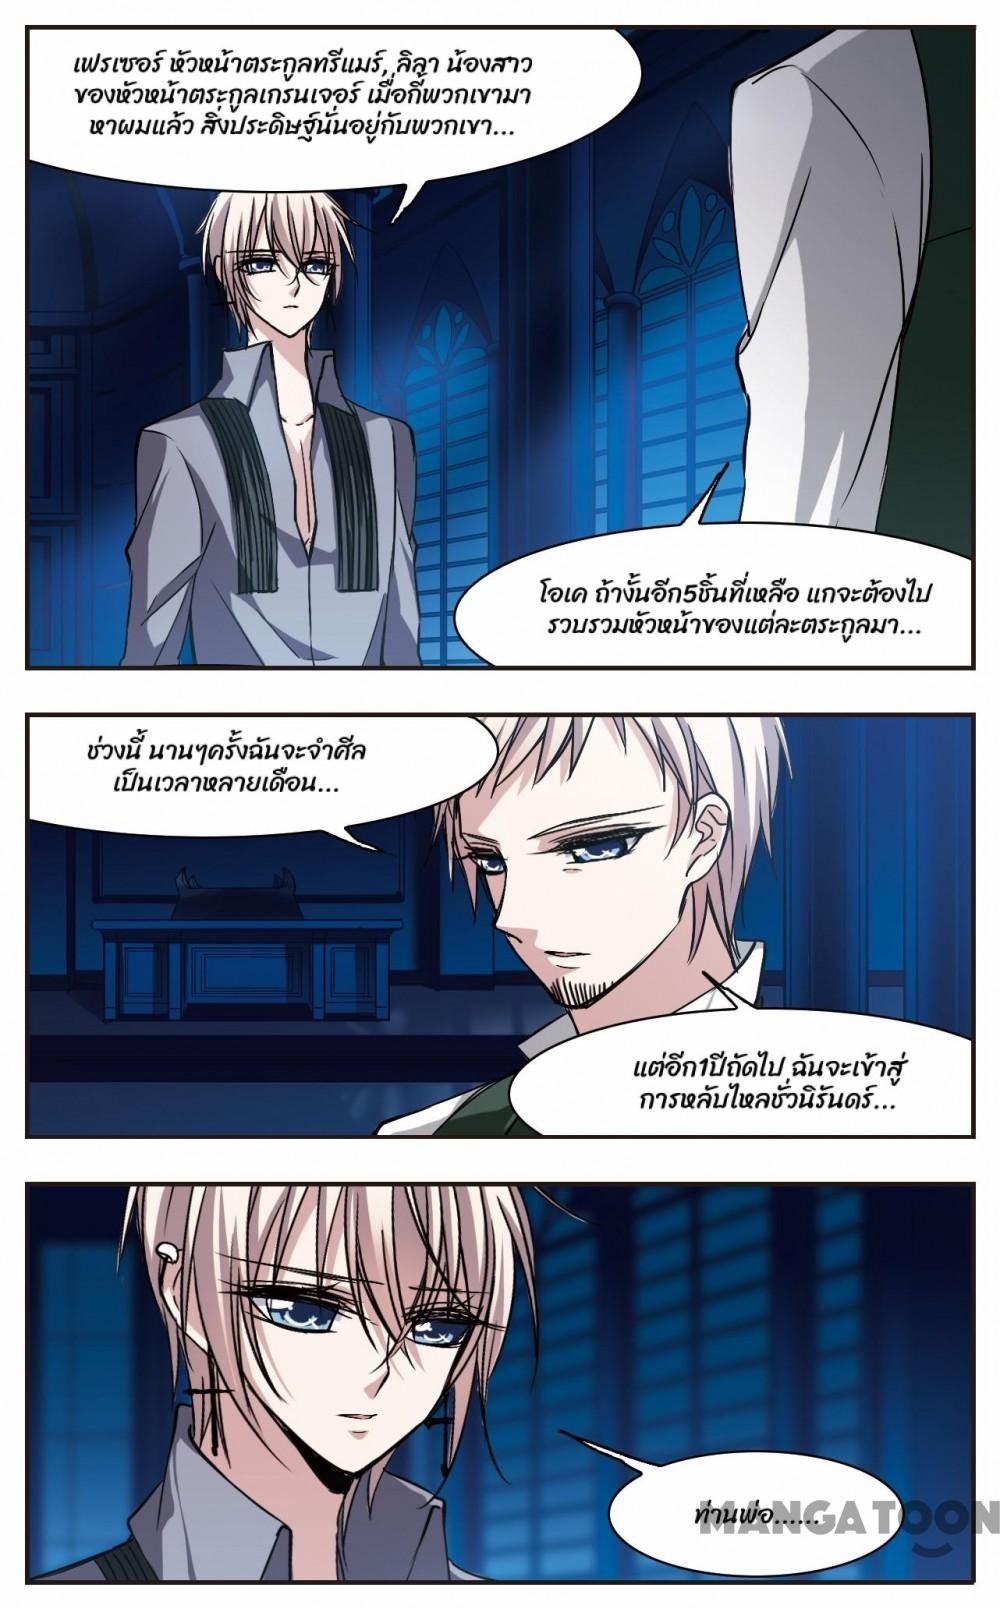 เฟรเซอร์ หัวหน้าตระกูลทรีแมร์, ลิลา น้องสาว
ของหัวหน้าตระกูลเกรนเจอร์ เมื่อกี้พวกเขามา
หาผมแล้ว สิ่งประดิษฐ์นั่นอยู่กับพวกเขา...
โอเค ถ้างั้นอีก5ชิ้นที่เหลือ แกจะต้องไป
รวบรวมหัวหน้าของแต่ละตระกูลมา...
ช่วงนี้ นานๆครั้งฉันจะจำศีล
เป็นเวลาหลายเดือน...
แต่อีก1ปีถัดไป ฉันจะเข้าสู่
การหลับไหลชั่วนิรันดร์...
ท่านพ่อ......
MANGATOON